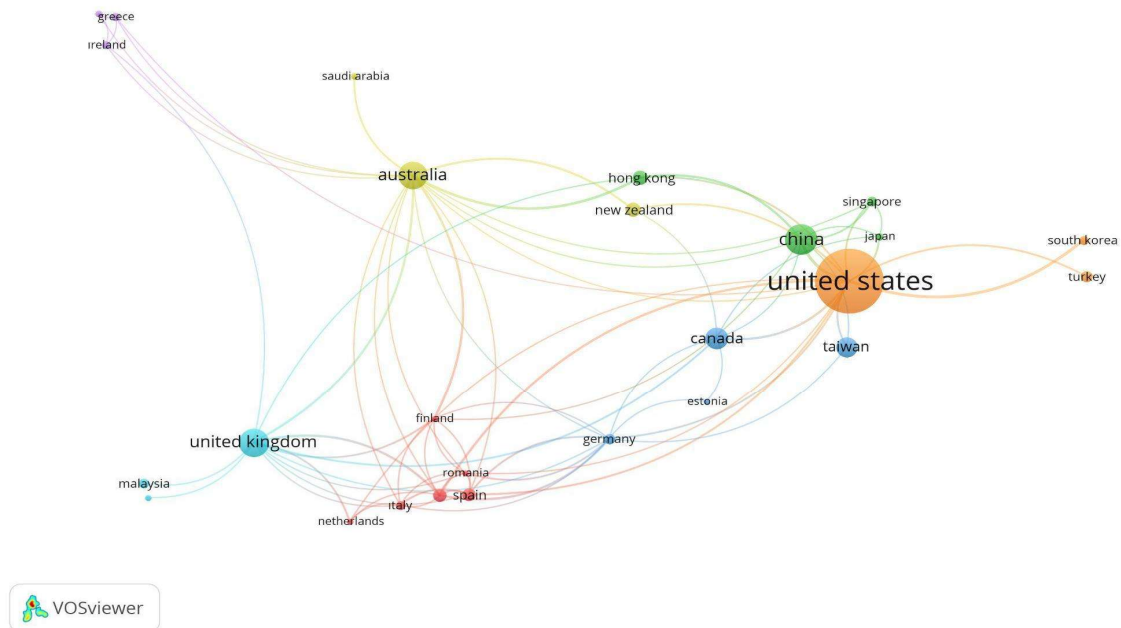 greece
ireland
saudi arabia
australia
hong kong
new zealand
singapore
japan
china
south korea
turkey
united states
canada
taiwan
estonia
finland
germany
united kingdom
romania
malaysia
spain
italy
netherlands
VOSviewer